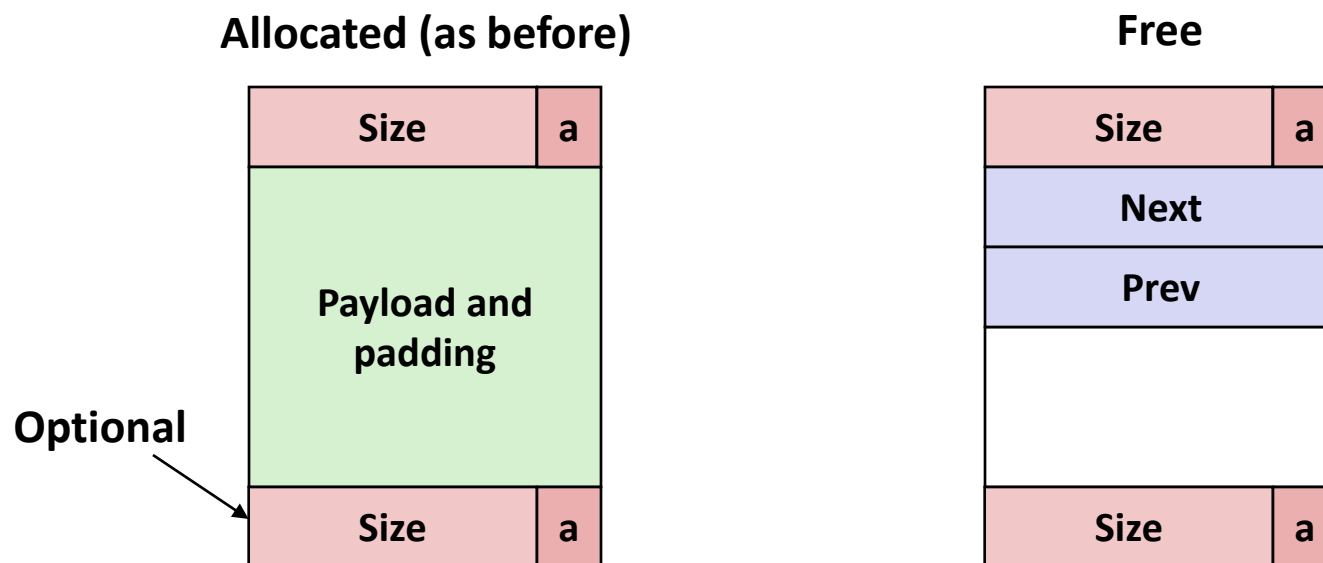 Allocated (as before)
Free
Size a
Size a
Next
Prev
Payload and
padding
Optional
Size a
Size a